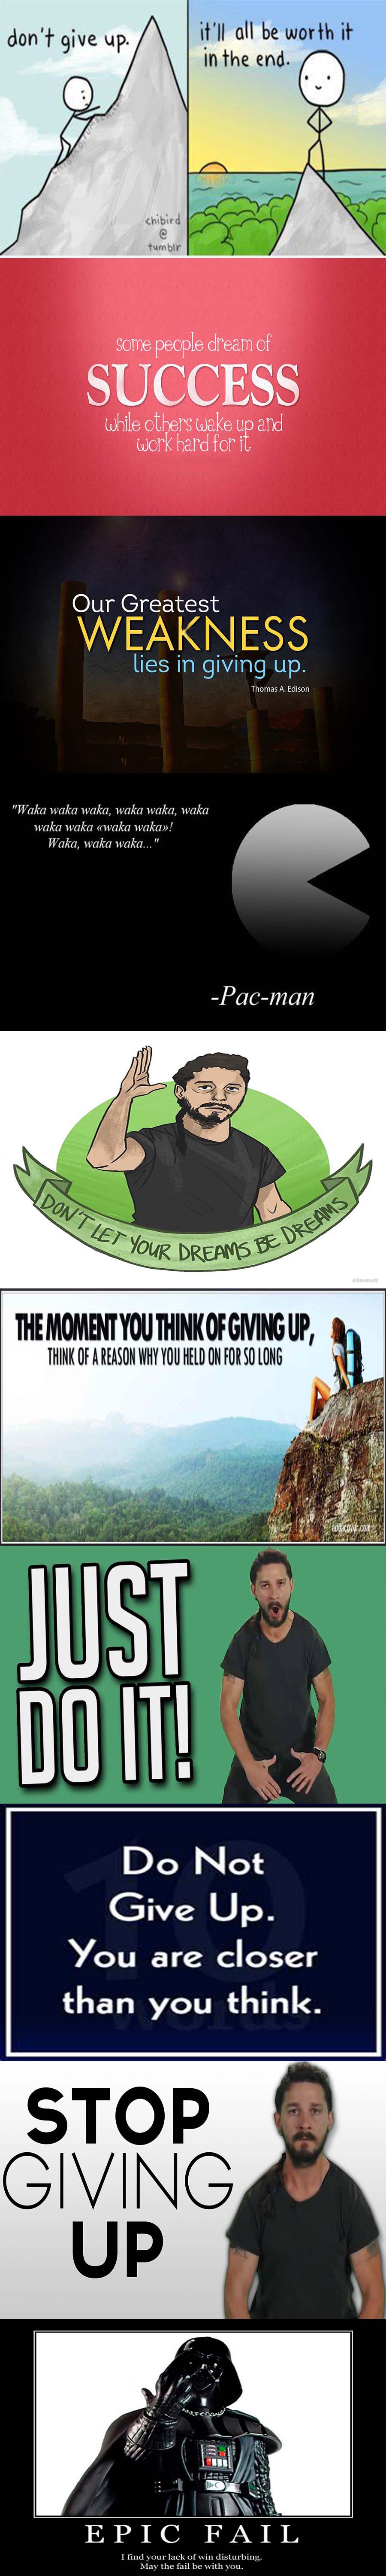 don't give up.
it'll all be worth it
in the end.
chibird
@
tumblr
some people dream of
SUCCESS
while others wake up and
work hard for it
Our Greatest
WEAKNESS
lies in giving up.
Thomas A. Edison
"Waka waka waka, waka waka, waka
waka waka «waka waka»!
Waka, waka waka..."
-Pac-man
DON'T LET YOUR DREAMS BE DREAMS
THE MOMENT YOU THINK OF GIVING UP,
THINK OF A REASON WHY YOU HELD ON FOR SO LONG
JUST
DO IT!
10
Do Not
Give Up.
You are closer
than you think.
words
STOP
GIVING
UP
EPIC FAIL
I find your lack of win disturbing.
May the fail be with you.